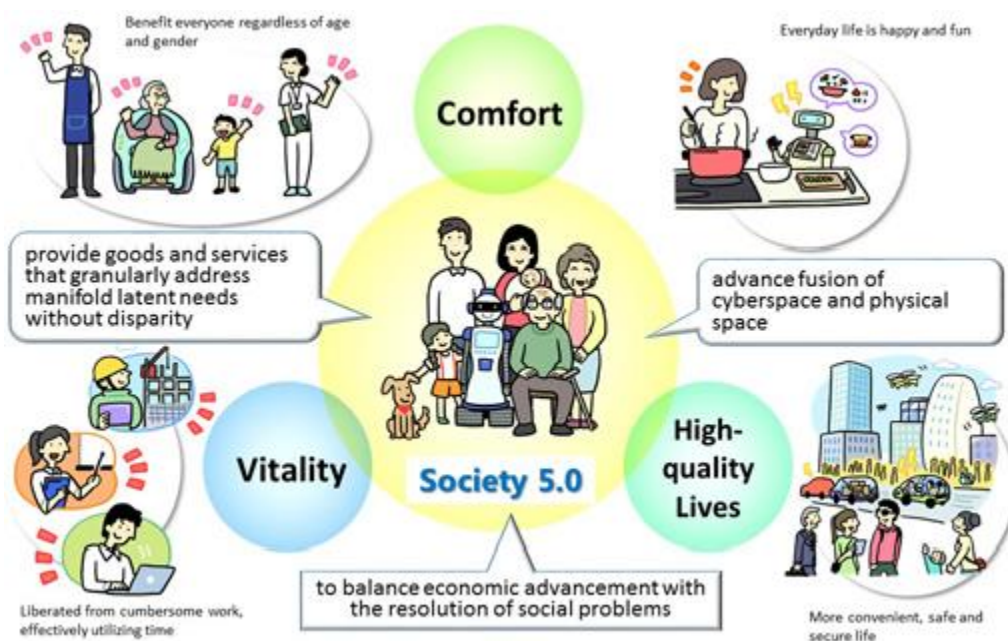 Benefit everyone regardless of age
and gender
Everyday life is happy and fun
Comfort
provide goods and services
that granularly address
manifold latent needs
without disparity
advance fusion of
cyberspace and physical
space
Vitality
High-
quality
Lives
Society 5.0
to balance economic advancement with
the resolution of social problems
Liberated from cumbersome work,
effectively utilizing time
More convenient, safe and
secure life